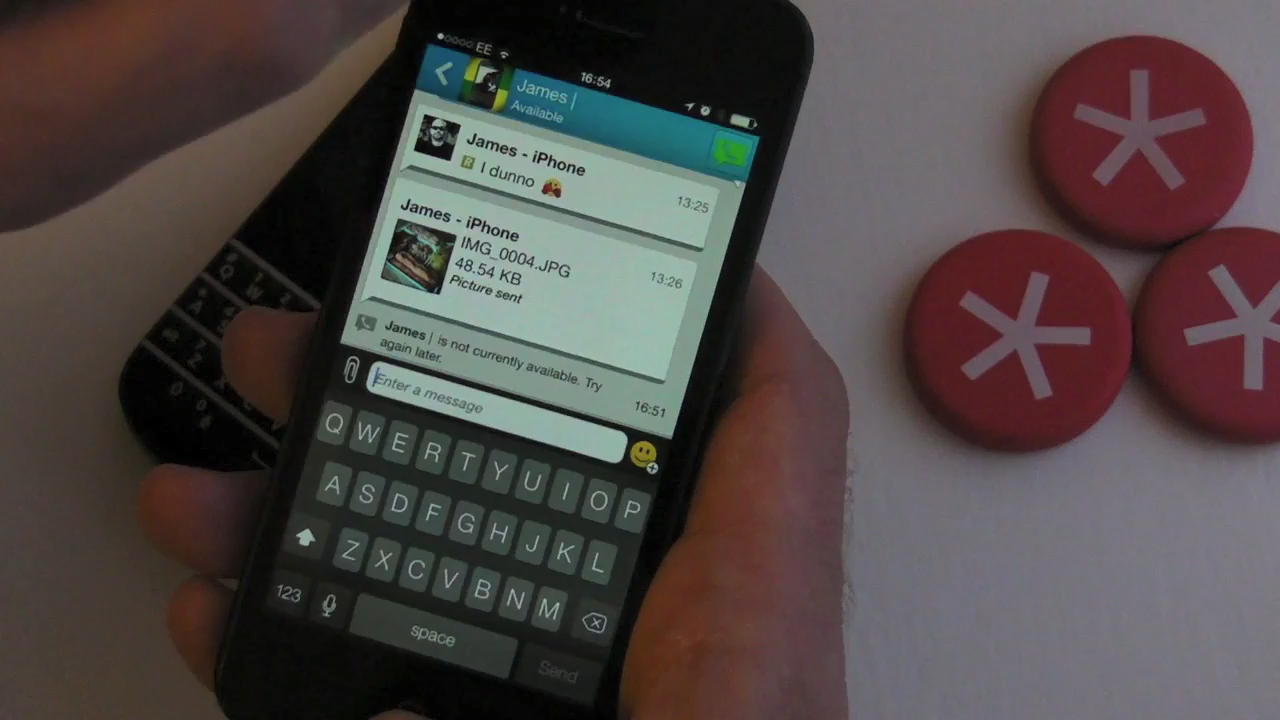 EE
16:54
James |
Available
James - iPhone
R I dunno
13:25
James - iPhone
IMG_0004.JPG
13:26
48.54 KB
Picture sent
James | is not currently available. Try
again later.
16:51
Enter a message
Q W E R T Y U I O P
A S D F G H J K L
Z X C V B N M
123
space
Send